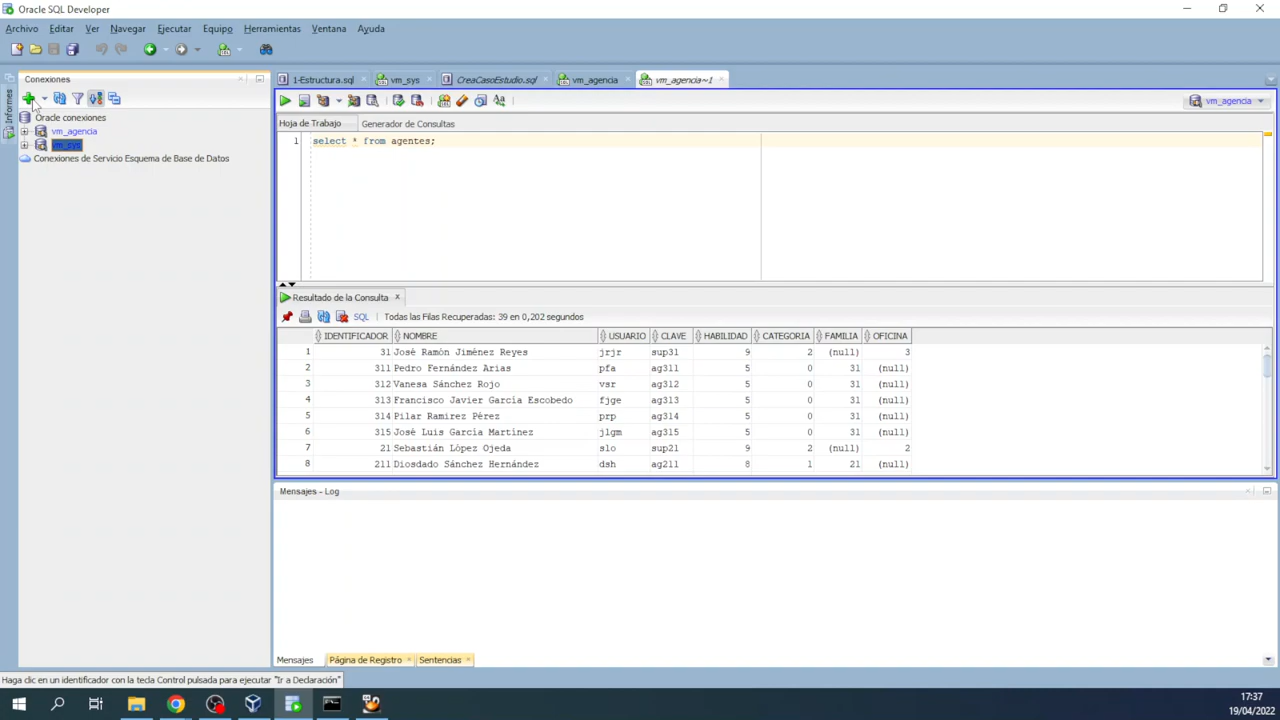 Oracle SQL Developer
Archivo Editar Ver Navegar Ejecutar Equipo Herramientas Ventana Ayuda
Conexiones
1-Estructura.sql vm_sys CreaCasoEstudio.sql vm_agencia vm_agencia~1
Informes
vm_agencia
Oracle conexiones
vm_agencia
vm_sys
Conexiones de Servicio Esquema de Base de Datos
Hoja de Trabajo Generador de Consultas
1 select * from agentes;
Resultado de la Consulta
SQL | Todas las Filas Recuperadas: 39 en 0,202 segundos
IDENTIFICADOR NOMBRE USUARIO CLAVE HABILIDAD CATEGORIA FAMILIA OFICINA
1 31 José Ramón Jiménez Reyes jrjr sup31 9 2 (null) 3
2 311 Pedro Fernández Arias pfa ag311 5 0 31 (null)
3 312 Vanesa Sánchez Rojo vsr ag312 5 0 31 (null)
4 313 Francisco Javier García Escobedo fjge ag313 5 0 31 (null)
5 314 Pilar Ramirez Pérez prp ag314 5 0 31 (null)
6 315 José Luis García Martínez jlgm ag315 5 0 31 (null)
7 21 Sebastián López Ojeda slo sup21 9 2 (null) 2
8 211 Diosdado Sánchez Hernández dsh ag211 8 1 21 (null)
Mensajes - Log
Mensajes Página de Registro Sentencias
Haga clic en un identificador con la tecla Control pulsada para ejecutar "Ir a Declaración"
17:37
19/04/2022